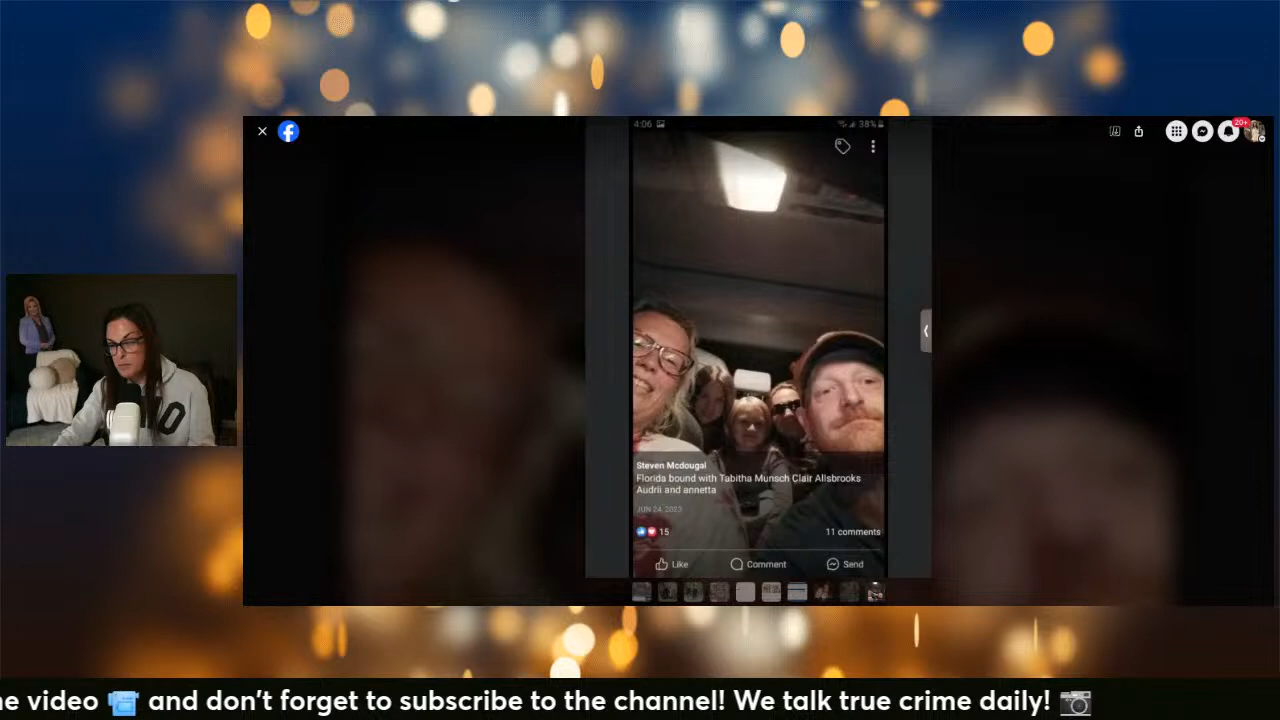 4:06
38%
20+
Steven Mcdougal
Florida bound with Tabitha Munsch Clair Allsbrooks
Audrii and annetta
JUN 24, 2023
15
11 comments
Like Comment Send
e video and don't forget to subscribe to the channel! We talk true crime daily!